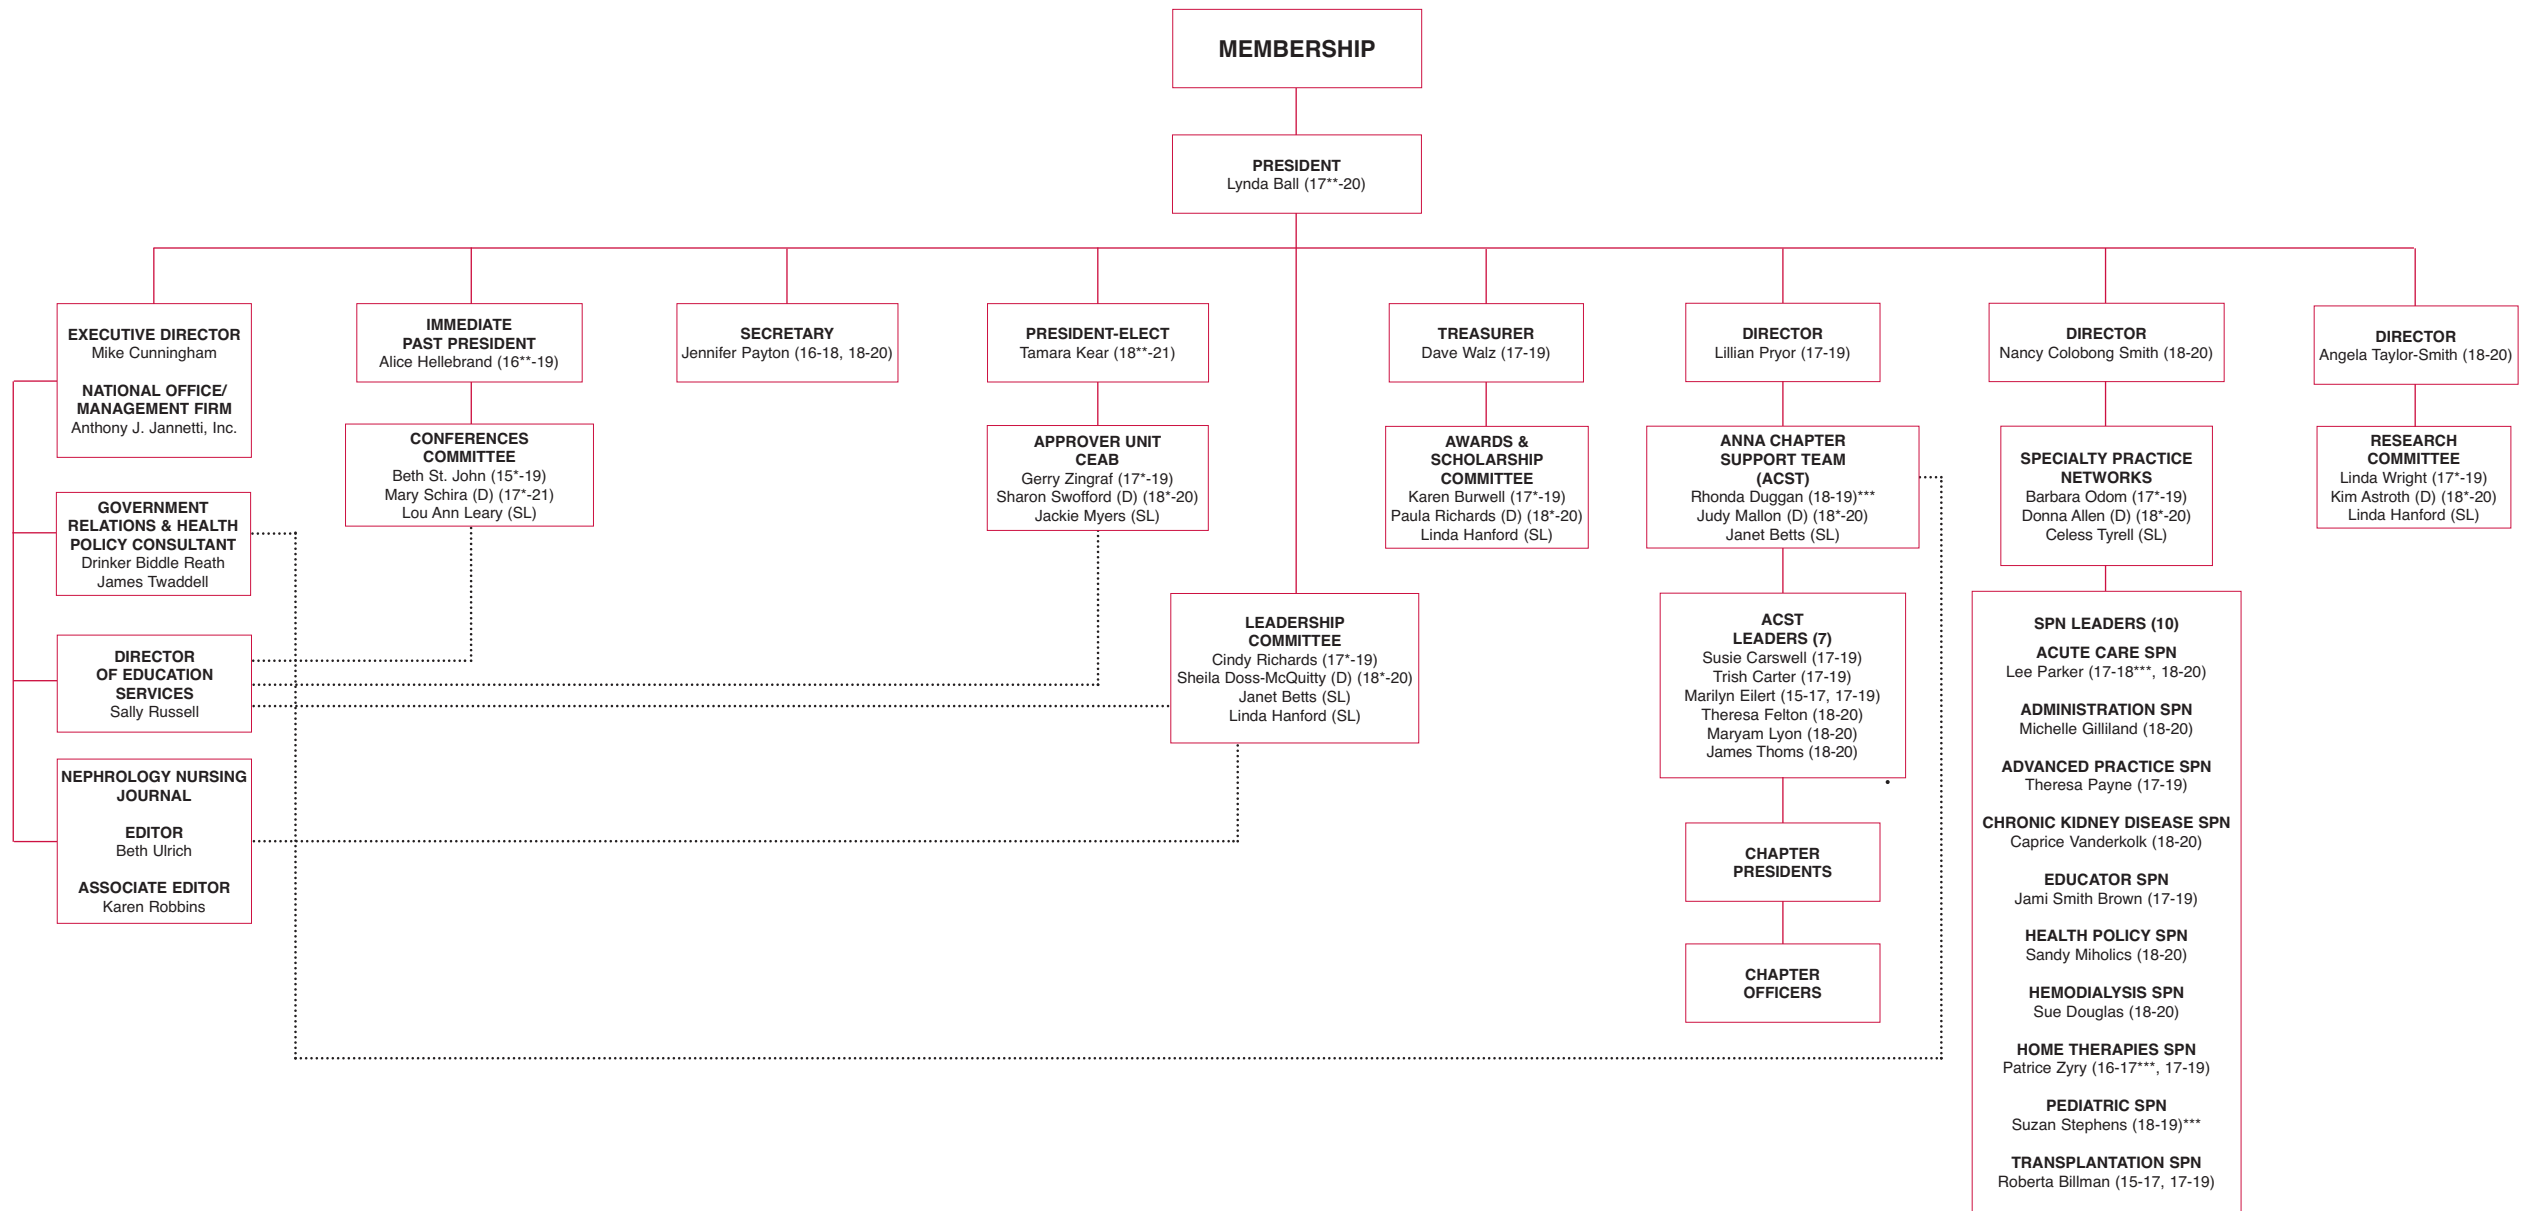 MEMBERSHIP
PRESIDENT
Lynda Ball (17**-20)
EXECUTIVE DIRECTOR
Mike Cunningham
NATIONAL OFFICE/
MANAGEMENT FIRM
Anthony J. Jannetti, Inc.
GOVERNMENT
RELATIONS & HEALTH
POLICY CONSULTANT
Drinker Biddle Reath
James Twaddell
DIRECTOR
OF EDUCATION
SERVICES
Sally Russell
NEPHROLOGY NURSING
JOURNAL
EDITOR
Beth Ulrich
ASSOCIATE EDITOR
Karen Robbins
IMMEDIATE
PAST PRESIDENT
Alice Hellebrand (16**-19)
CONFERENCES
COMMITTEE
Beth St. John (15*-19)
Mary Schira (D) (17*-21)
Lou Ann Leary (SL)
SECRETARY
Jennifer Payton (16-18, 18-20)
PRESIDENT-ELECT
Tamara Kear (18**-21)
APPROVER UNIT
CEAB
Gerry Zingraf (17*-19)
Sharon Swofford (D) (18*-20)
Jackie Myers (SL)
LEADERSHIP
COMMITTEE
Cindy Richards (17*-19)
Sheila Doss-McQuitty (D) (18*-20)
Janet Betts (SL)
Linda Hanford (SL)
TREASURER
Dave Walz (17-19)
AWARDS &
SCHOLARSHIP
COMMITTEE
Karen Burwell (17*-19)
Paula Richards (D) (18*-20)
Linda Hanford (SL)
DIRECTOR
Lillian Pryor (17-19)
ANNA CHAPTER
SUPPORT TEAM
(ACST)
Rhonda Duggan (18-19)***
Judy Mallon (D) (18*-20)
Janet Betts (SL)
ACST
LEADERS (7)
Susie Carswell (17-19)
Trish Carter (17-19)
Marilyn Eilert (15-17, 17-19)
Theresa Felton (18-20)
Maryam Lyon (18-20)
James Thoms (18-20)
CHAPTER
PRESIDENTS
CHAPTER
OFFICERS
DIRECTOR
Nancy Colobong Smith (18-20)
SPECIALTY PRACTICE
NETWORKS
Barbara Odom (17*-19)
Donna Allen (D) (18*-20)
Celess Tyrell (SL)
SPN LEADERS (10)
ACUTE CARE SPN
Lee Parker (17-18***, 18-20)
ADMINISTRATION SPN
Michelle Gilliland (18-20)
ADVANCED PRACTICE SPN
Theresa Payne (17-19)
CHRONIC KIDNEY DISEASE SPN
Caprice Vanderkolk (18-20)
EDUCATOR SPN
Jami Smith Brown (17-19)
HEALTH POLICY SPN
Sandy Miholics (18-20)
HEMODIALYSIS SPN
Sue Douglas (18-20)
HOME THERAPIES SPN
Patrice Zyry (16-17***, 17-19)
PEDIATRIC SPN
Suzan Stephens (18-19)***
TRANSPLANTATION SPN
Roberta Billman (15-17, 17-19)
DIRECTOR
Angela Taylor-Smith (18-20)
RESEARCH
COMMITTEE
Linda Wright (17*-19)
Kim Astroth (D) (18*-20)
Linda Hanford (SL)